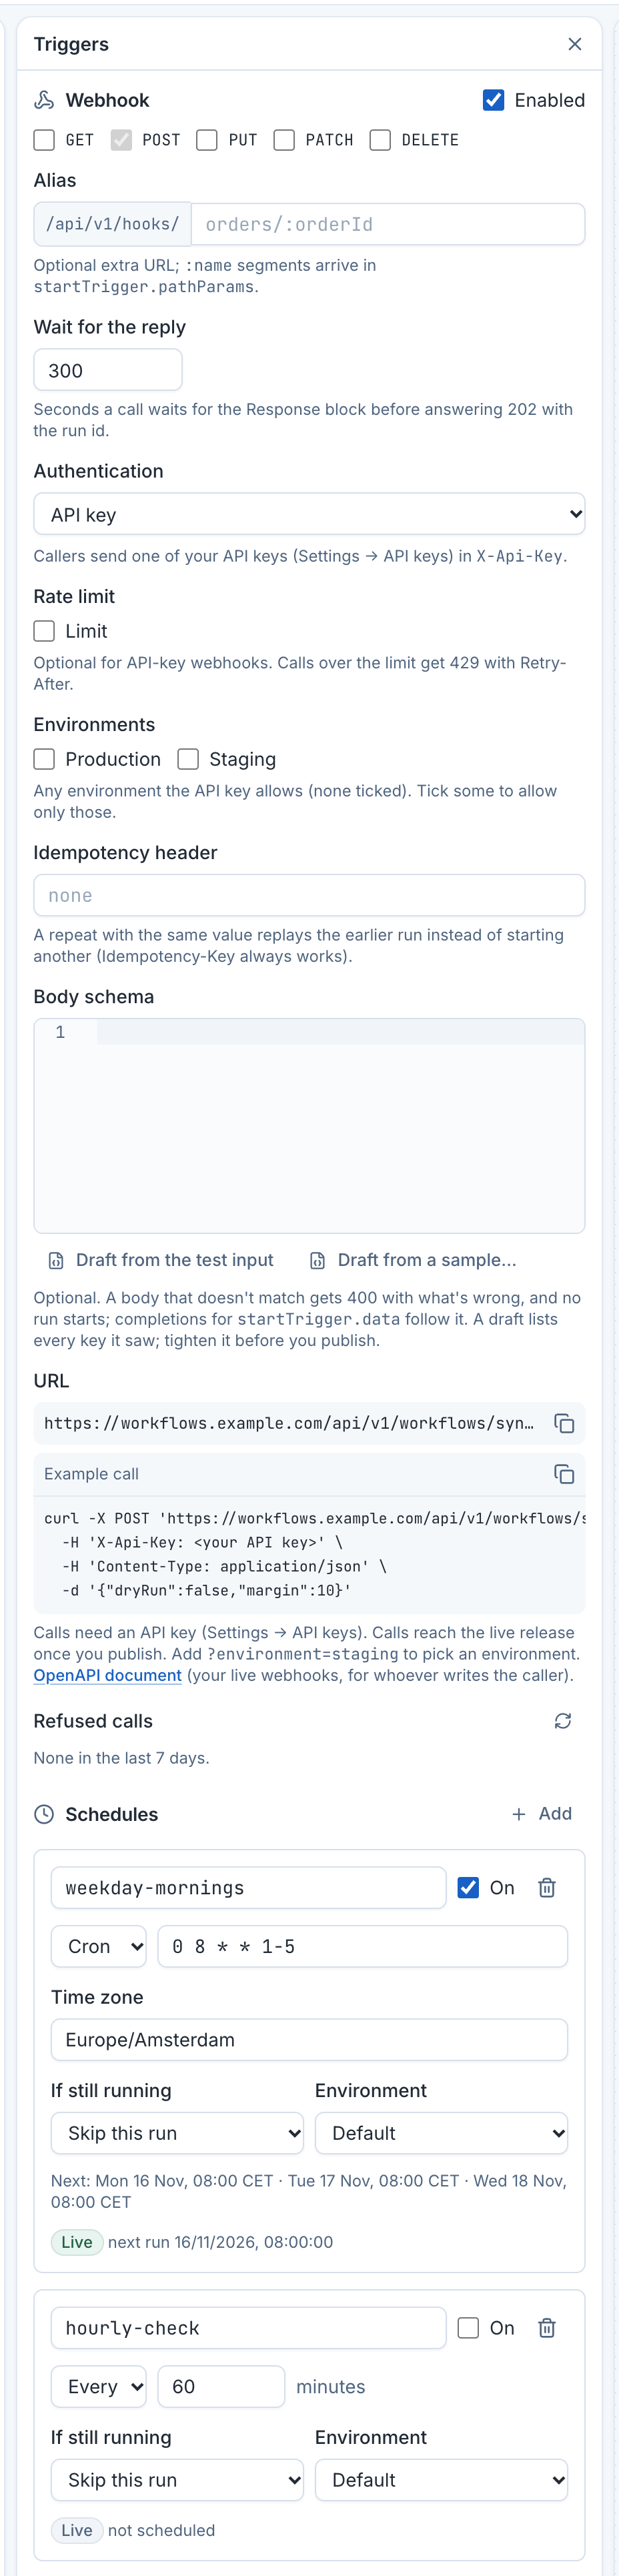 Triggers
Webhook Enabled
GET POST PUT PATCH DELETE
Alias
/api/v1/hooks/ orders/:orderId
Optional extra URL; :name segments arrive in
startTrigger.pathParams.
Wait for the reply
300
Seconds a call waits for the Response block before answering 202 with
the run id.
Authentication
API key
Callers send one of your API keys (Settings → API keys) in X-Api-Key.
Rate limit
Limit
Optional for API-key webhooks. Calls over the limit get 429 with Retry-
After.
Environments
Production Staging
Any environment the API key allows (none ticked). Tick some to allow
only those.
Idempotency header
none
A repeat with the same value replays the earlier run instead of starting
another (Idempotency-Key always works).
Body schema
1
Draft from the test input Draft from a sample...
Optional. A body that doesn't match gets 400 with what's wrong, and no
run starts; completions for startTrigger.data follow it. A draft lists
every key it saw; tighten it before you publish.
URL
https://workflows.example.com/api/v1/workflows/syn…
Example call
curl -X POST 'https://workflows.example.com/api/v1/workflows/s
-H 'X-Api-Key: <your API key>' \
-H 'Content-Type: application/json' \
-d '{"dryRun":false,"margin":10}'
Calls need an API key (Settings → API keys). Calls reach the live release
once you publish. Add ?environment=staging to pick an environment.
OpenAPI document (your live webhooks, for whoever writes the caller).
Refused calls
None in the last 7 days.
Schedules + Add
weekday-mornings On
Cron 0 8 * * 1-5
Time zone
Europe/Amsterdam
If still running Environment
Skip this run Default
Next: Mon 16 Nov, 08:00 CET · Tue 17 Nov, 08:00 CET · Wed 18 Nov,
08:00 CET
Live next run 16/11/2026, 08:00:00
hourly-check On
Every 60 minutes
If still running Environment
Skip this run Default
Live not scheduled